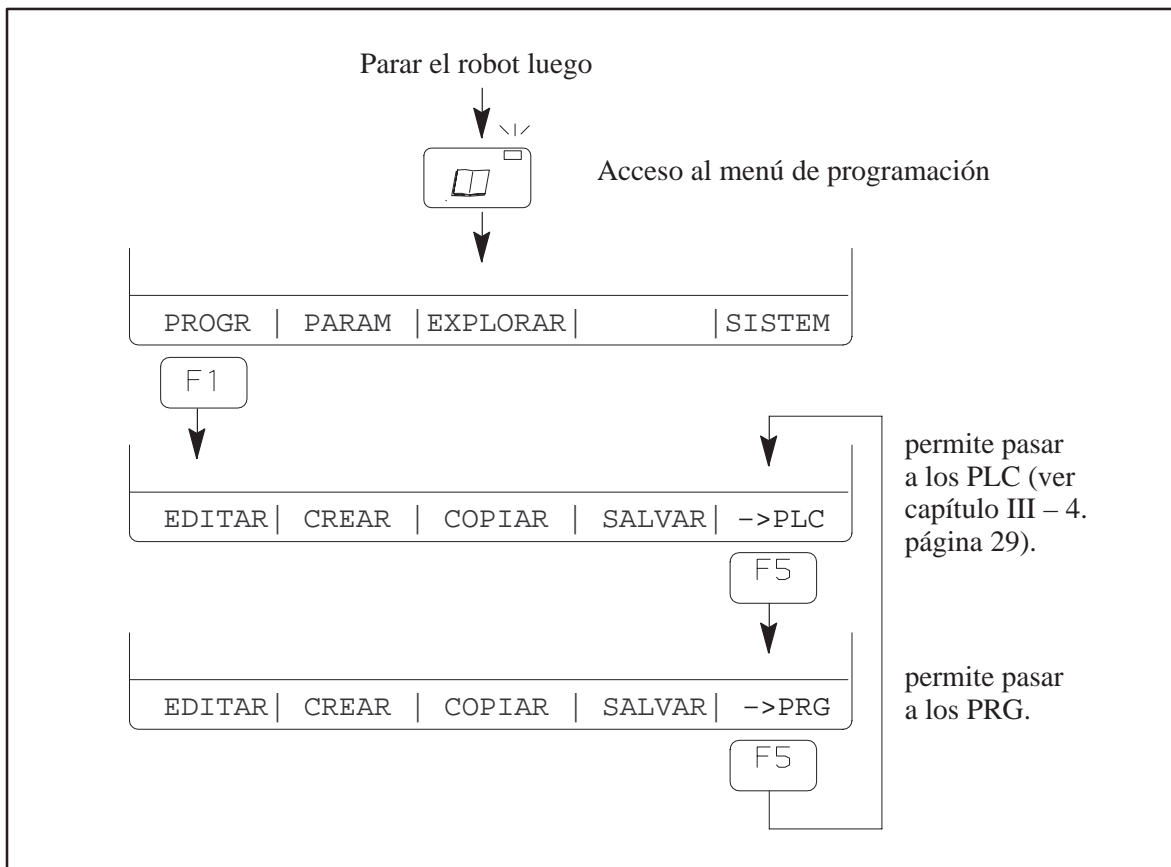 Parar el robot luego
Acceso al menú de programación
PROGR | PARAM |EXPLORAR| |SISTEM
F1
EDITAR| CREAR | COPIAR | SALVAR| –>PLC
permite pasar
a los PLC (ver
capítulo III – 4.
página 29).
F5
EDITAR| CREAR | COPIAR | SALVAR| –>PRG
permite pasar
a los PRG.
F5